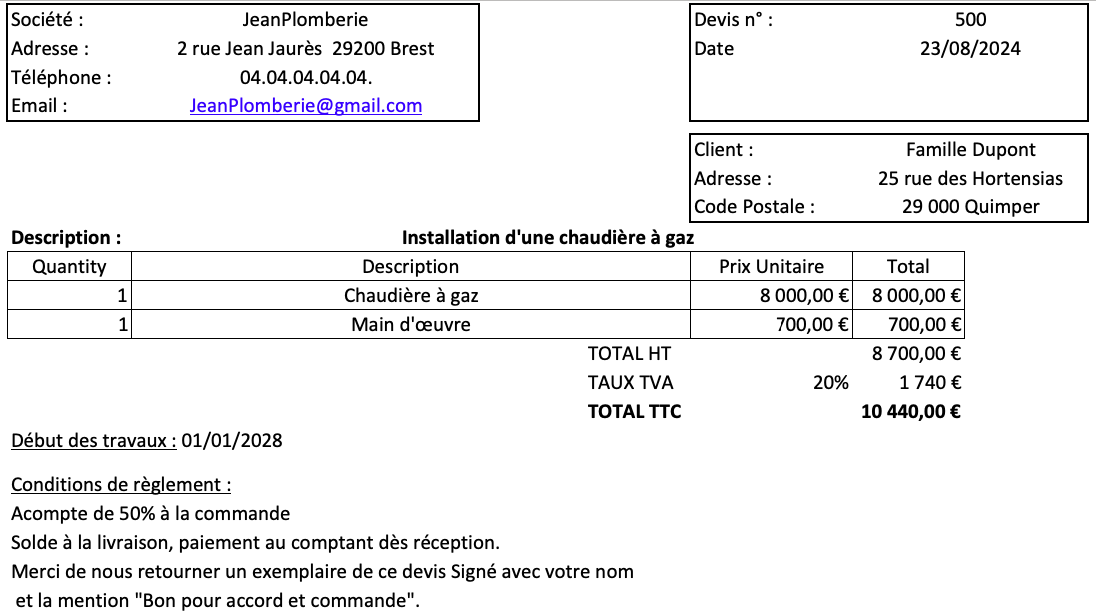 Société : JeanPlomberie
Adresse : 2 rue Jean Jaurès 29200 Brest
Téléphone : 04.04.04.04.04.
Email : JeanPlomberie@gmail.com
Devis n° : 500
Date 23/08/2024
Client : Famille Dupont
Adresse : 25 rue des Hortensias
Code Postale : 29 000 Quimper
Description : Installation d'une chaudière à gaz
Quantity Description Prix Unitaire Total
1 Chaudière à gaz 8 000,00 € 8 000,00 €
1 Main d'œuvre 700,00 € 700,00 €
TOTAL HT 8 700,00 €
TAUX TVA 20% 1 740 €
TOTAL TTC 10 440,00 €
Début des travaux : 01/01/2028
Conditions de règlement :
Acompte de 50% à la commande
Solde à la livraison, paiement au comptant dès réception.
Merci de nous retourner un exemplaire de ce devis Signé avec votre nom
et la mention "Bon pour accord et commande".